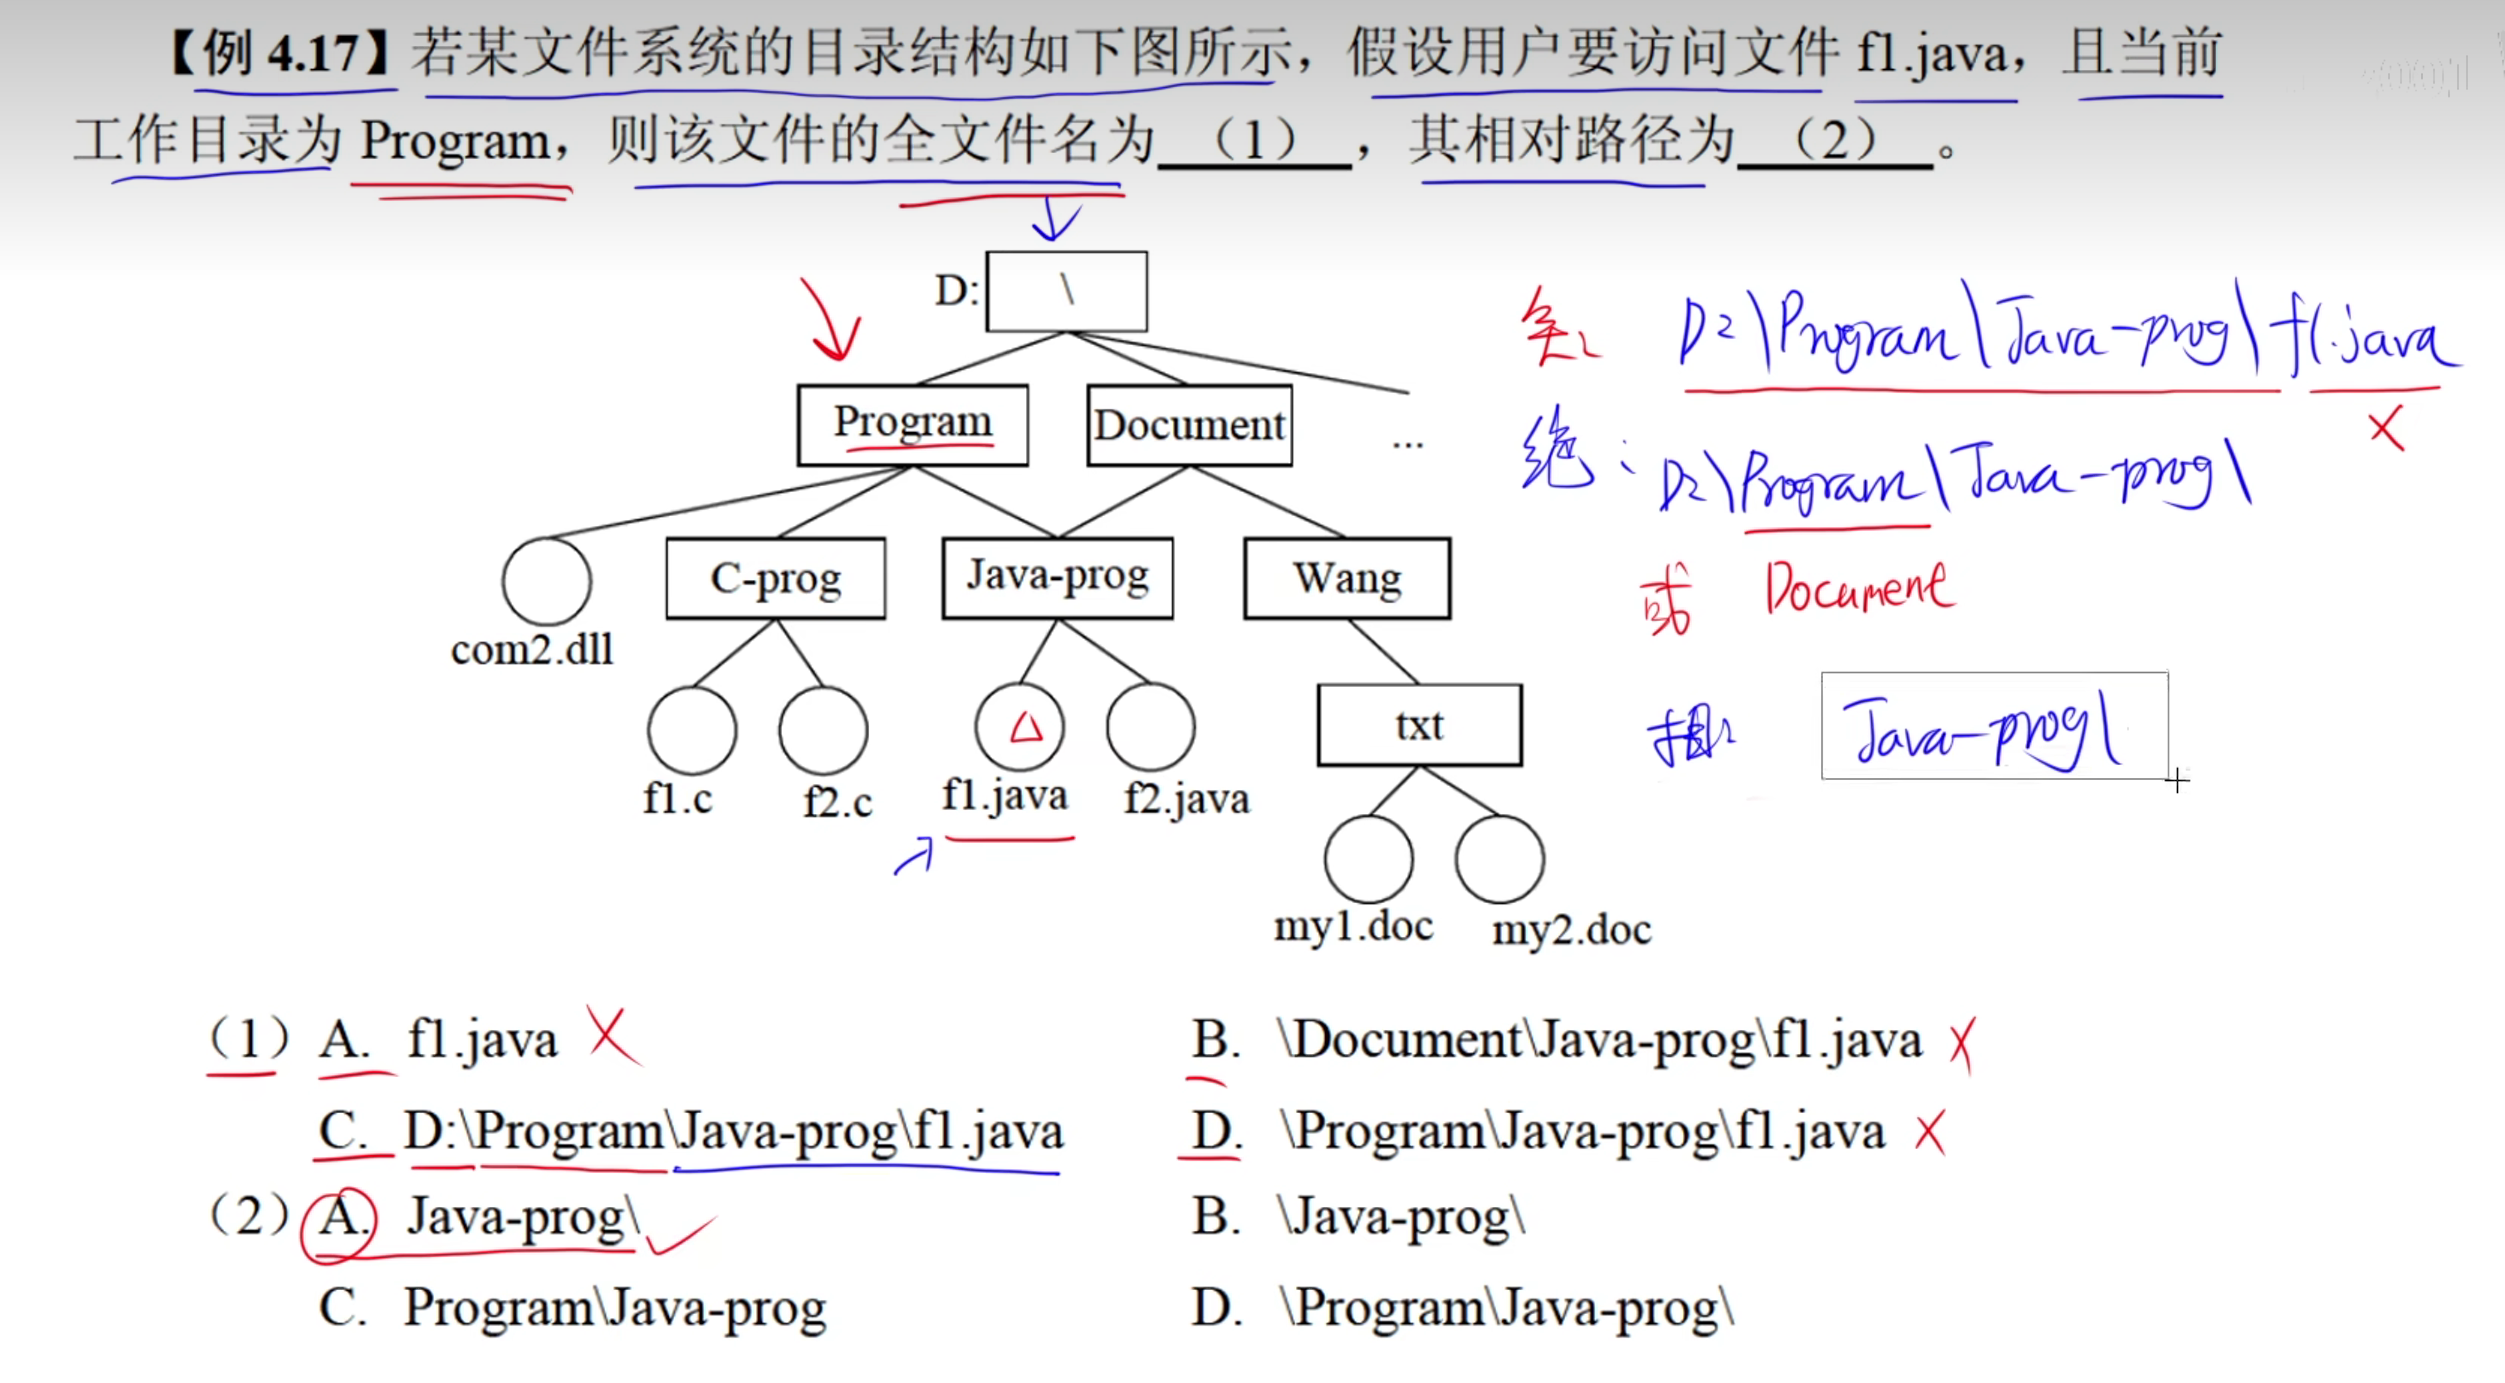 【例 4.17】若某文件系统的目录结构如下图所示，假设用户要访问文件 f1.java，且当前
工作目录为 Program，则该文件的全文件名为 （1） ，其相对路径为 （2） 。
D: \
全: D:\Program\Java-prog\f1.java
Program Document ...
绝: D:\Program\Java-prog\
C-prog Java-prog Wang
或 Document
com2.dll
txt
相: Java-prog\
f1.c f2.c f1.java f2.java
my1.doc my2.doc
（1）A. f1.java B. \Document\Java-prog\f1.java
C. D:\Program\Java-prog\f1.java D. \Program\Java-prog\f1.java
（2）A. Java-prog\ B. \Java-prog\
C. Program\Java-prog D. \Program\Java-prog\